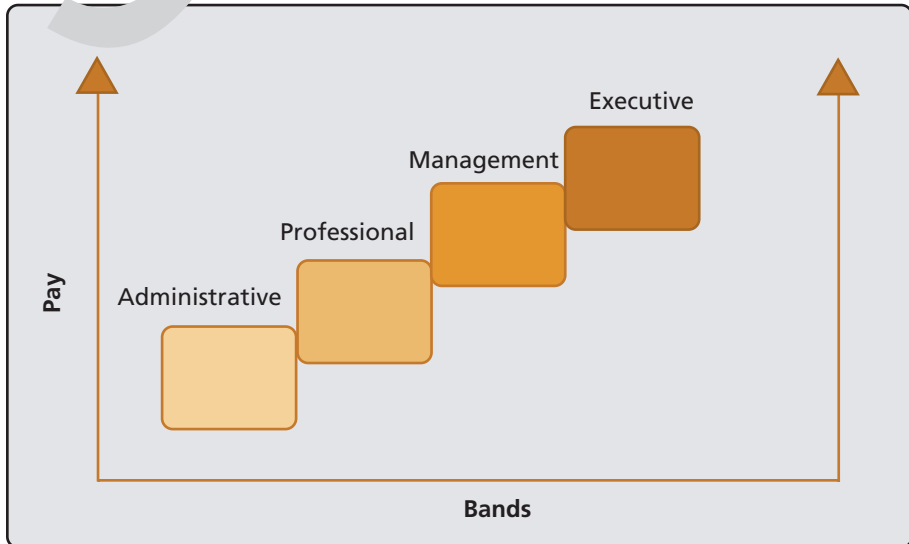 Executive
Management
Professional
Administrative
Pay
Bands